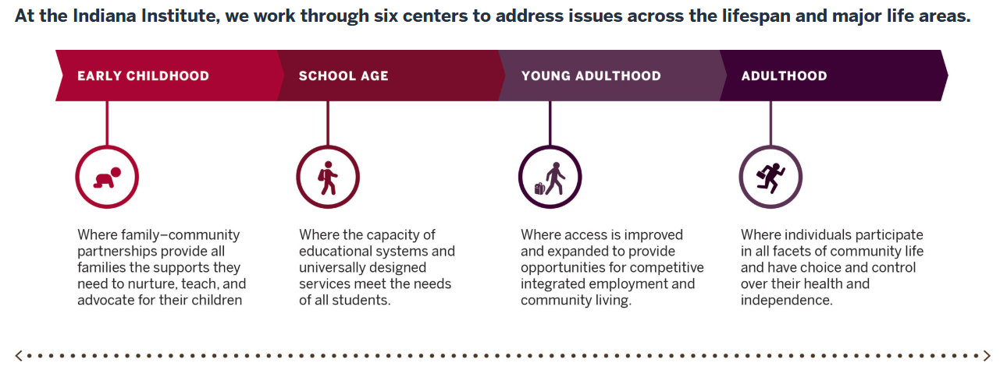 At the Indiana Institute, we work through six centers to address issues across the lifespan and major life areas.
EARLY CHILDHOOD
SCHOOL AGE
YOUNG ADULTHOOD
ADULTHOOD
Where family–community
partnerships provide all
families the supports they
need to nurture, teach, and
advocate for their children
Where the capacity of
educational systems and
universally designed
services meet the needs
of all students.
Where access is improved
and expanded to provide
opportunities for competitive
integrated employment and
community living.
Where individuals participate
in all facets of community life
and have choice and control
over their health and
independence.